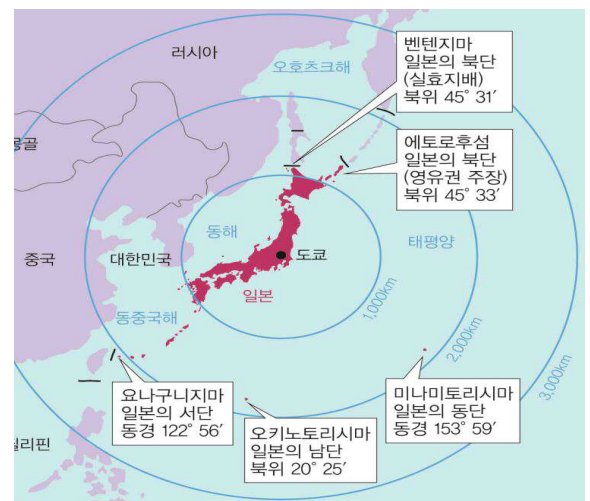 러시아
오호츠크해
벤텐지마
일본의 북단
(실효지배)
북위 45° 31′
에토로후섬
일본의 북단
(영유권 주장)
북위 45° 33′
몽골
중국
대한민국
동해
도쿄
태평양
일본
동중국해
1,000km
2,000km
3,000km
요나구니지마
일본의 서단
동경 122° 56′
오키노토리시마
일본의 남단
북위 20° 25′
미나미토리시마
일본의 동단
동경 153° 59′
필리핀